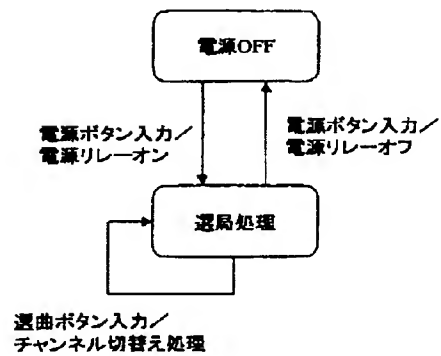 電源OFF
電源ボタン入力／
電源リレーオン
電源ボタン入力／
電源リレーオフ
選局処理
選曲ボタン入力／
チャンネル切替え処理